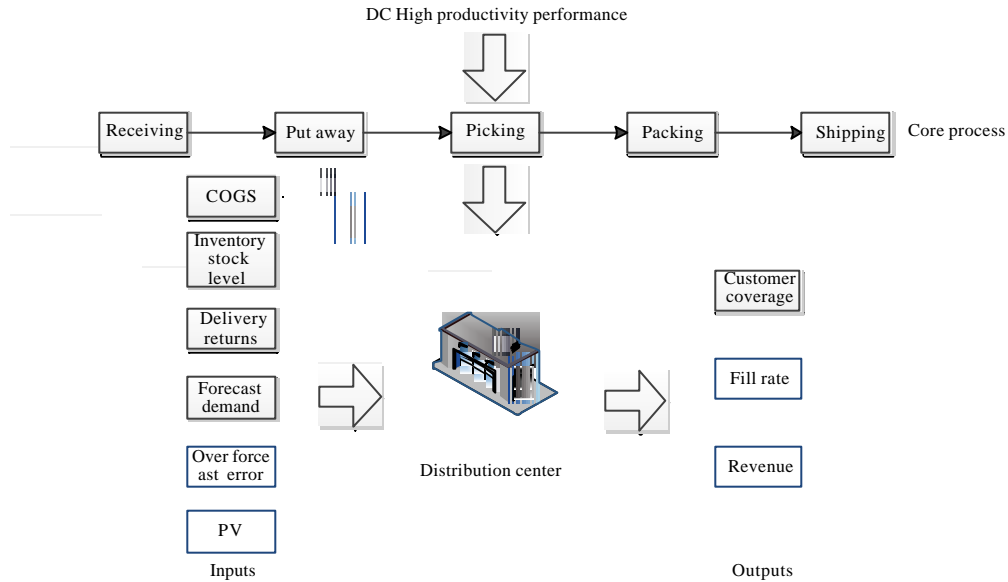 DC High productivity performance
Receiving
Put away
Picking
Packing
Shipping
Core process
COGS
Inventory
stock
level
Delivery
returns
Forecast
demand
Over force
ast error
PV
Inputs
Distribution center
Customer
coverage
Fill rate
Revenue
Outputs